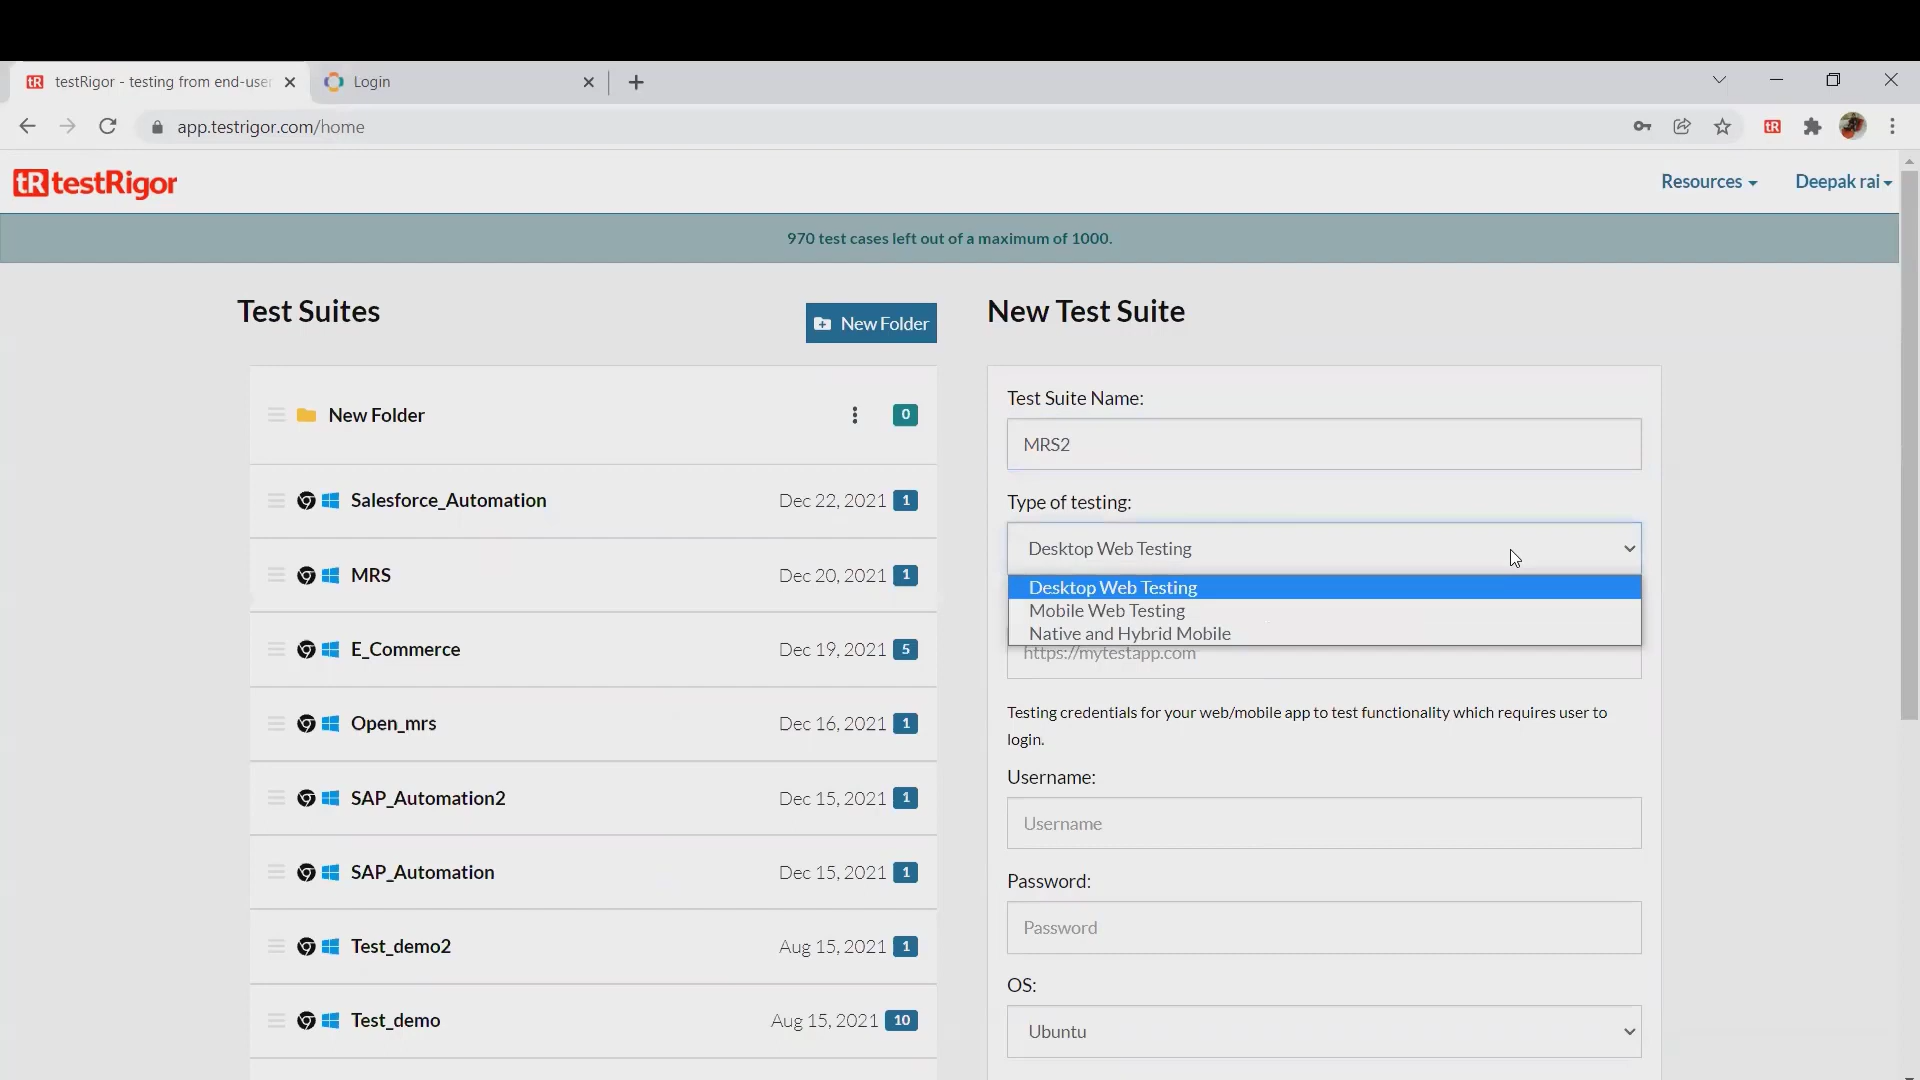 tR testRigor - testing from end-user
Login
app.testrigor.com/home
tR
tR testRigor
Resources
Deepak rai
970 test cases left out of a maximum of 1000.
Test Suites
New Folder
New Folder
0
Salesforce_Automation
Dec 22, 2021
1
MRS
Dec 20, 2021
1
E_Commerce
Dec 19, 2021
5
Open_mrs
Dec 16, 2021
1
SAP_Automation2
Dec 15, 2021
1
SAP_Automation
Dec 15, 2021
1
Test_demo2
Aug 15, 2021
1
Test_demo
Aug 15, 2021
10
New Test Suite
Test Suite Name:
MRS2
Type of testing:
Desktop Web Testing
Desktop Web Testing
Mobile Web Testing
Native and Hybrid Mobile
https://mytestapp.com
Testing credentials for your web/mobile app to test functionality which requires user to
login.
Username:
Username
Password:
Password
OS:
Ubuntu